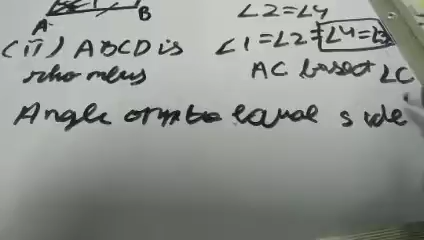 A B
∠2=∠4
(ii) ABCD is
rhombus
∠1=∠2=∠4=∠3
AC bisect ∠C
Angle opp to equal side